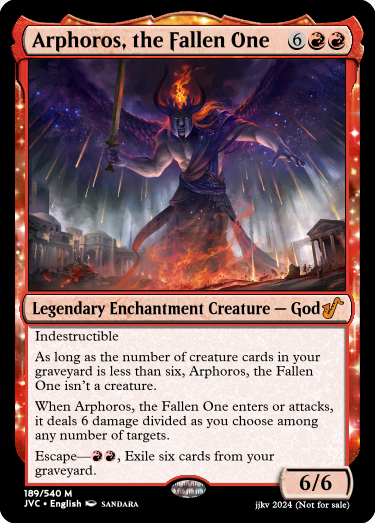 Arphoros, the Fallen One 6
Legendary Enchantment Creature — God
Indestructible
As long as the number of creature cards in your
graveyard is less than six, Arphoros, the Fallen
One isn't a creature.
When Arphoros, the Fallen One enters or attacks,
it deals 6 damage divided as you choose among
any number of targets.
Escape—, Exile six cards from your
graveyard.
6/6
189/540 M
JVC • English SANDARA
jjkv 2024 (Not for sale)